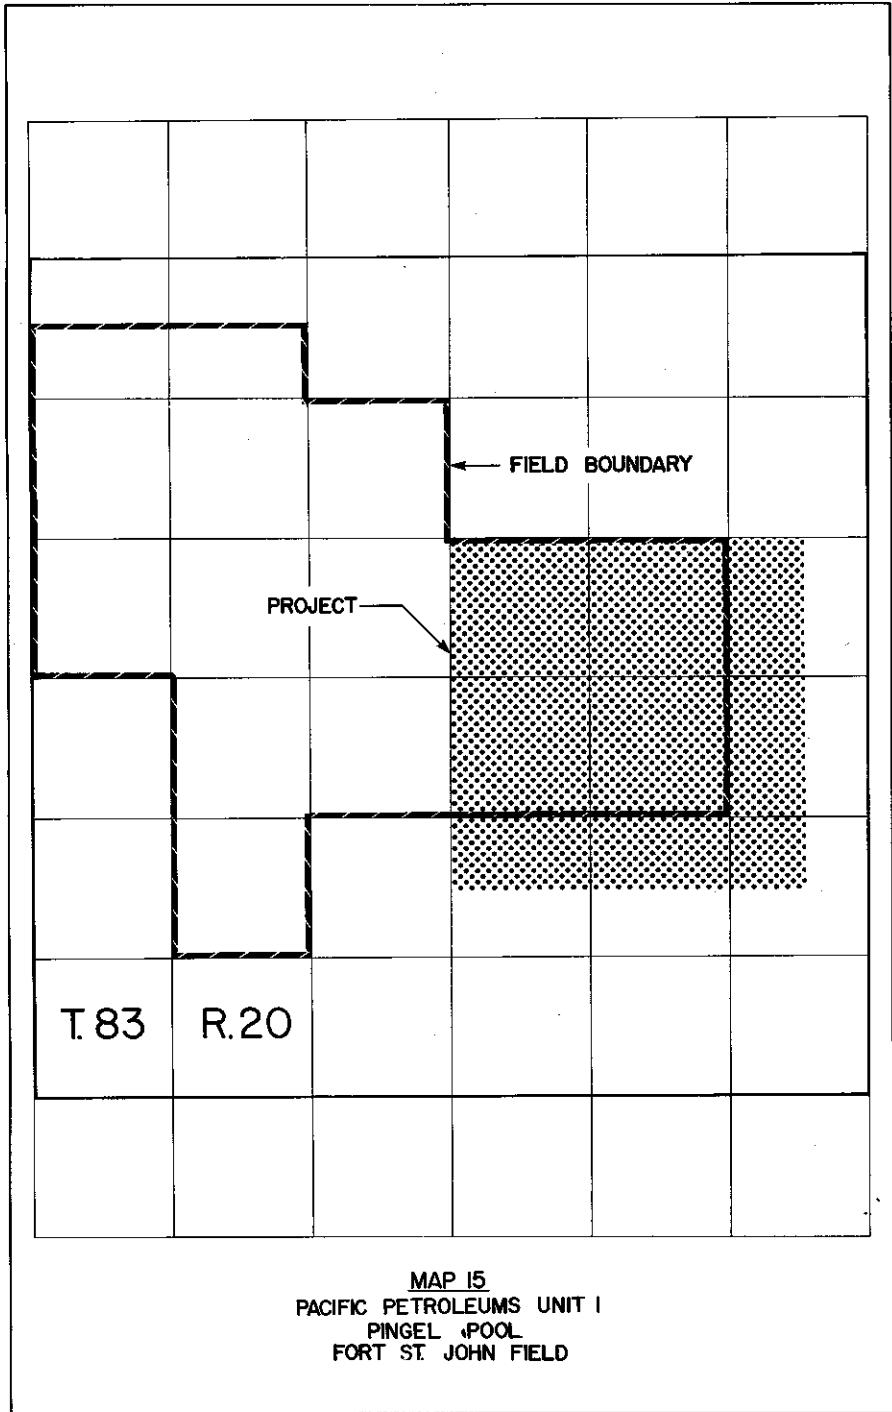 FIELD BOUNDARY
PROJECT
T. 83 R. 20
MAP 15
PACIFIC PETROLEUMS UNIT I
PINGEL POOL
FORT ST. JOHN FIELD